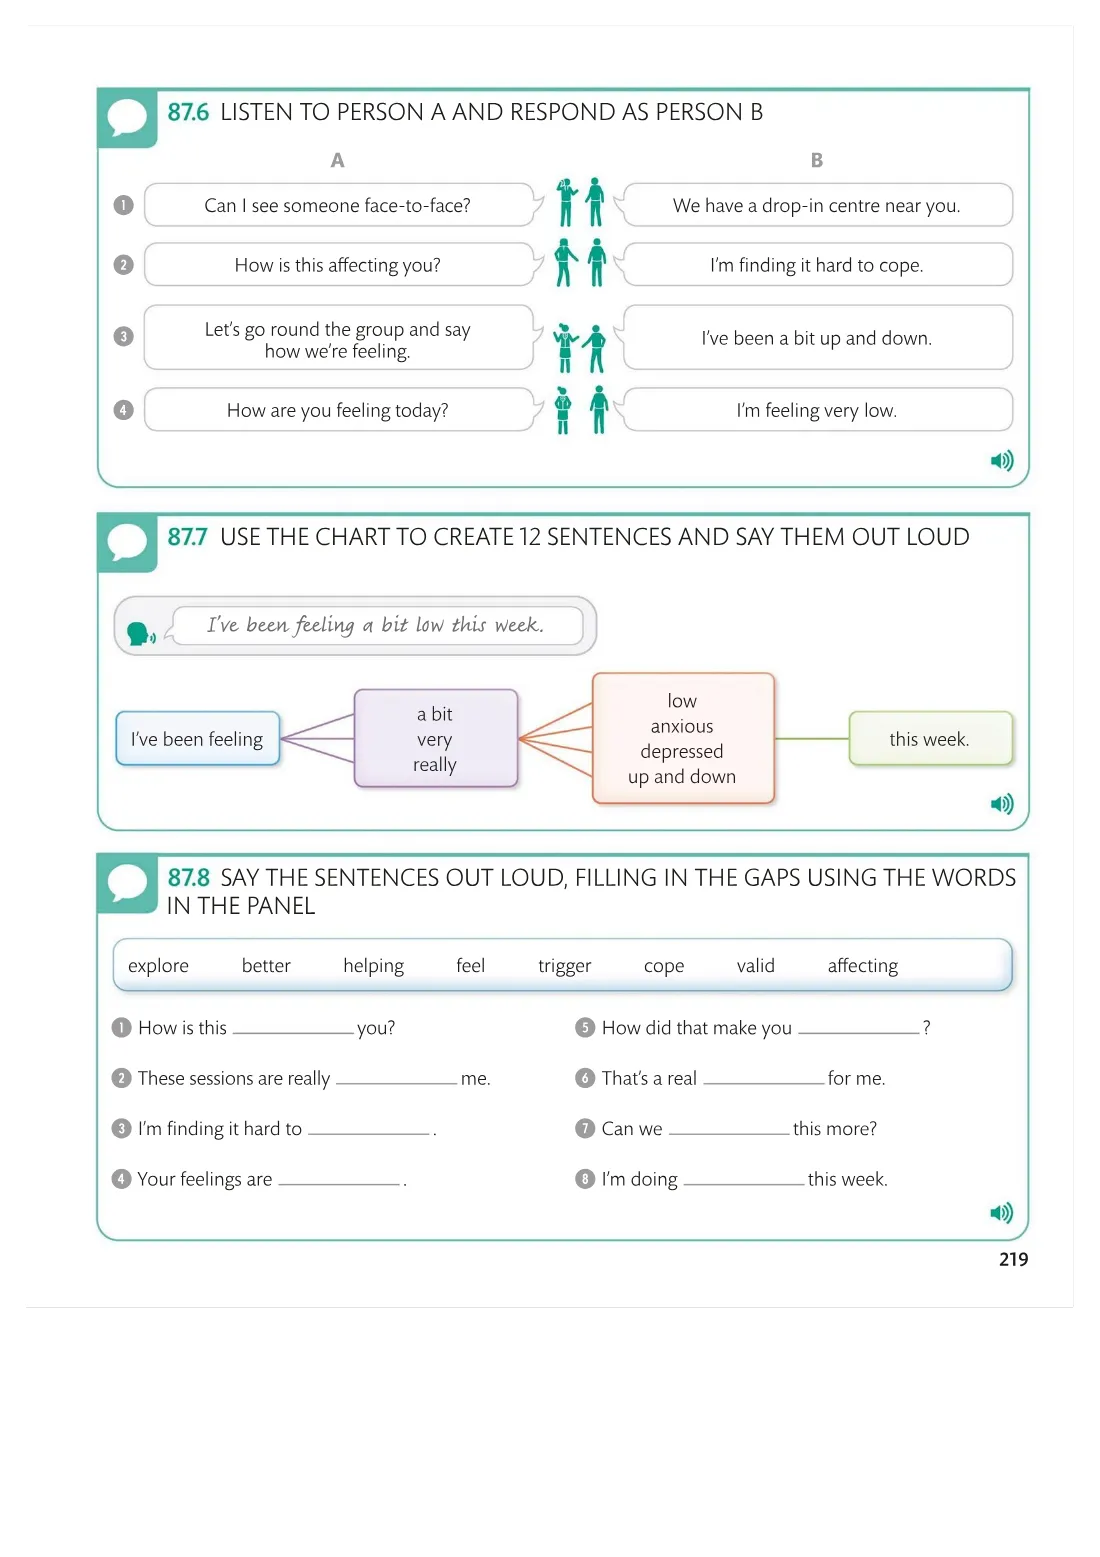 87.6 LISTEN TO PERSON A AND RESPOND AS PERSON B
A
B
1 Can I see someone face-to-face?
We have a drop-in centre near you.
2 How is this affecting you?
I'm finding it hard to cope.
3 Let's go round the group and say
how we're feeling.
I've been a bit up and down.
4 How are you feeling today?
I'm feeling very low.
87.7 USE THE CHART TO CREATE 12 SENTENCES AND SAY THEM OUT LOUD
I've been feeling a bit low this week.
I've been feeling
a bit
very
really
low
anxious
depressed
up and down
this week.
87.8 SAY THE SENTENCES OUT LOUD, FILLING IN THE GAPS USING THE WORDS
IN THE PANEL
explore better helping feel trigger cope valid affecting
1 How is this ____________ you?
2 These sessions are really ____________ me.
3 I'm finding it hard to ____________ .
4 Your feelings are ____________ .
5 How did that make you ____________ ?
6 That's a real ____________ for me.
7 Can we ____________ this more?
8 I'm doing ____________ this week.
219